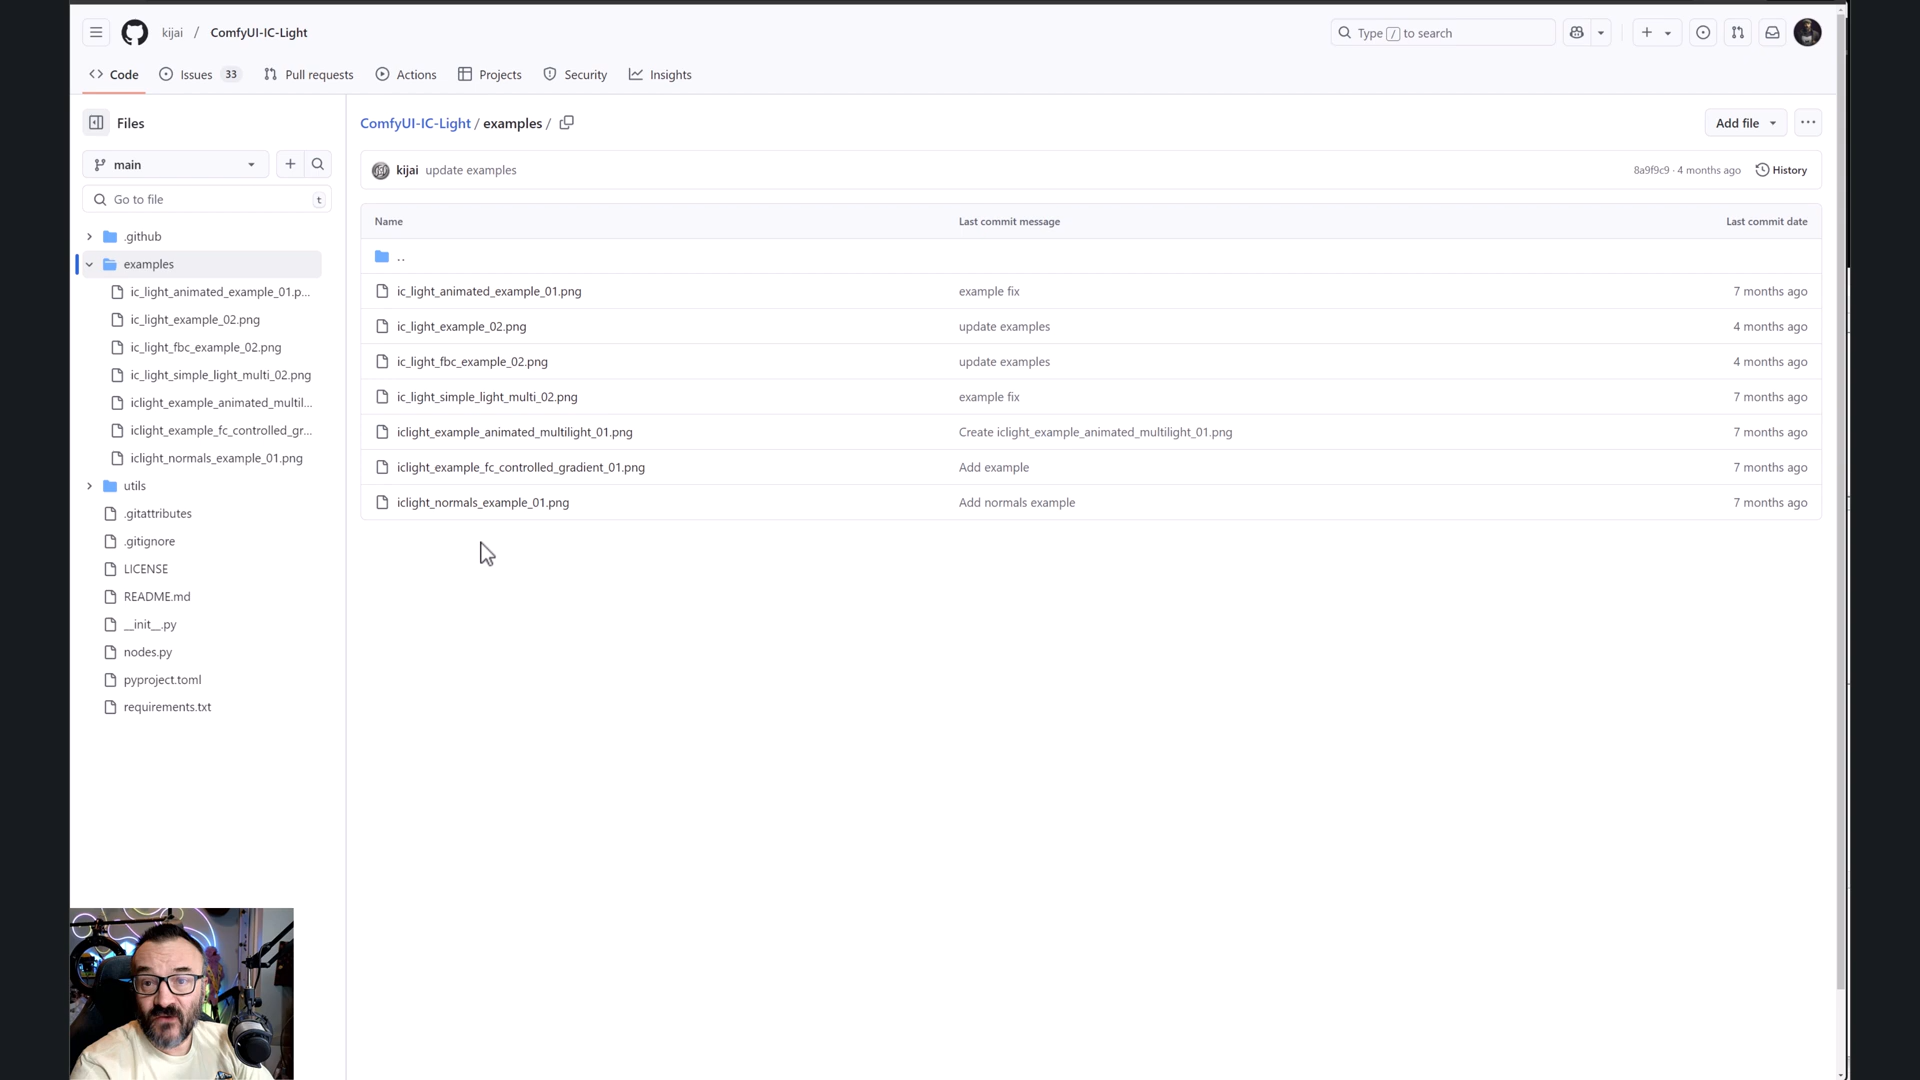 kijai / ComfyUI-IC-Light
Type / to search
Code
Issues 33
Pull requests
Actions
Projects
Security
Insights
Files
main
Go to file
t
.github
examples
ic_light_animated_example_01.p...
ic_light_example_02.png
ic_light_fbc_example_02.png
ic_light_simple_light_multi_02.png
iclight_example_animated_multil...
iclight_example_fc_controlled_gr...
iclight_normals_example_01.png
utils
.gitattributes
.gitignore
LICENSE
README.md
__init__.py
nodes.py
pyproject.toml
requirements.txt
ComfyUI-IC-Light / examples /
Add file
kijai update examples
8a9f9c9 · 4 months ago
History
Name Last commit message Last commit date
..
ic_light_animated_example_01.png example fix 7 months ago
ic_light_example_02.png update examples 4 months ago
ic_light_fbc_example_02.png update examples 4 months ago
ic_light_simple_light_multi_02.png example fix 7 months ago
iclight_example_animated_multilight_01.png Create iclight_example_animated_multilight_01.png 7 months ago
iclight_example_fc_controlled_gradient_01.png Add example 7 months ago
iclight_normals_example_01.png Add normals example 7 months ago